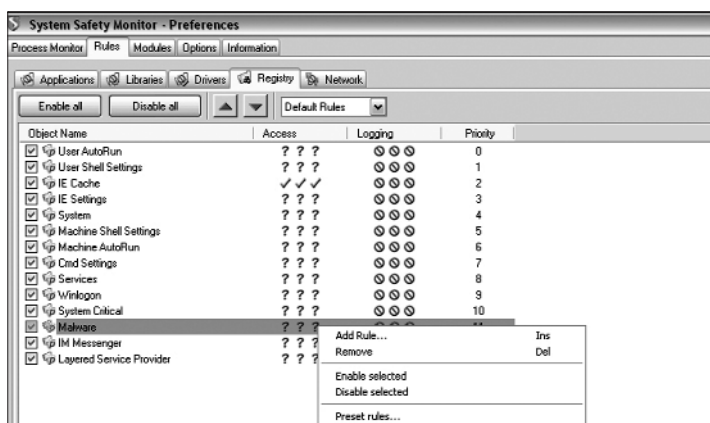 System Safety Monitor - Preferences
Process Monitor Rules Modules Options Information
Applications Libraries Drivers Registry Network
Enable all Disable all Default Rules
Object Name Access Logging Priority
User AutoRun ? ? ? 0
User Shell Settings ? ? ? 1
IE Cache 2
IE Settings ? ? ? 3
System ? ? ? 4
Machine Shell Settings ? ? ? 5
Machine AutoRun ? ? ? 6
Cmd Settings ? ? ? 7
Services ? ? ? 8
Winlogon ? ? ? 9
System Critical ? ? ? 10
Malware ? ? ?
IM Messenger ? ? ?
Layered Service Provider ? ? ?
Add Rule... Ins
Remove Del
Enable selected
Disable selected
Preset rules...